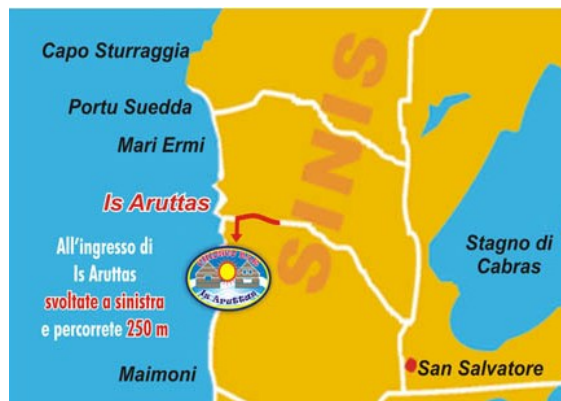 Capo Sturraggia
Portu Suedda
Mari Ermi
SINIS
Is Aruttas
All'ingresso di
Is Aruttas
svoltate a sinistra
e percorrete 250 m
Is Aruttas
Stagno di
Cabras
Maimoni
San Salvatore